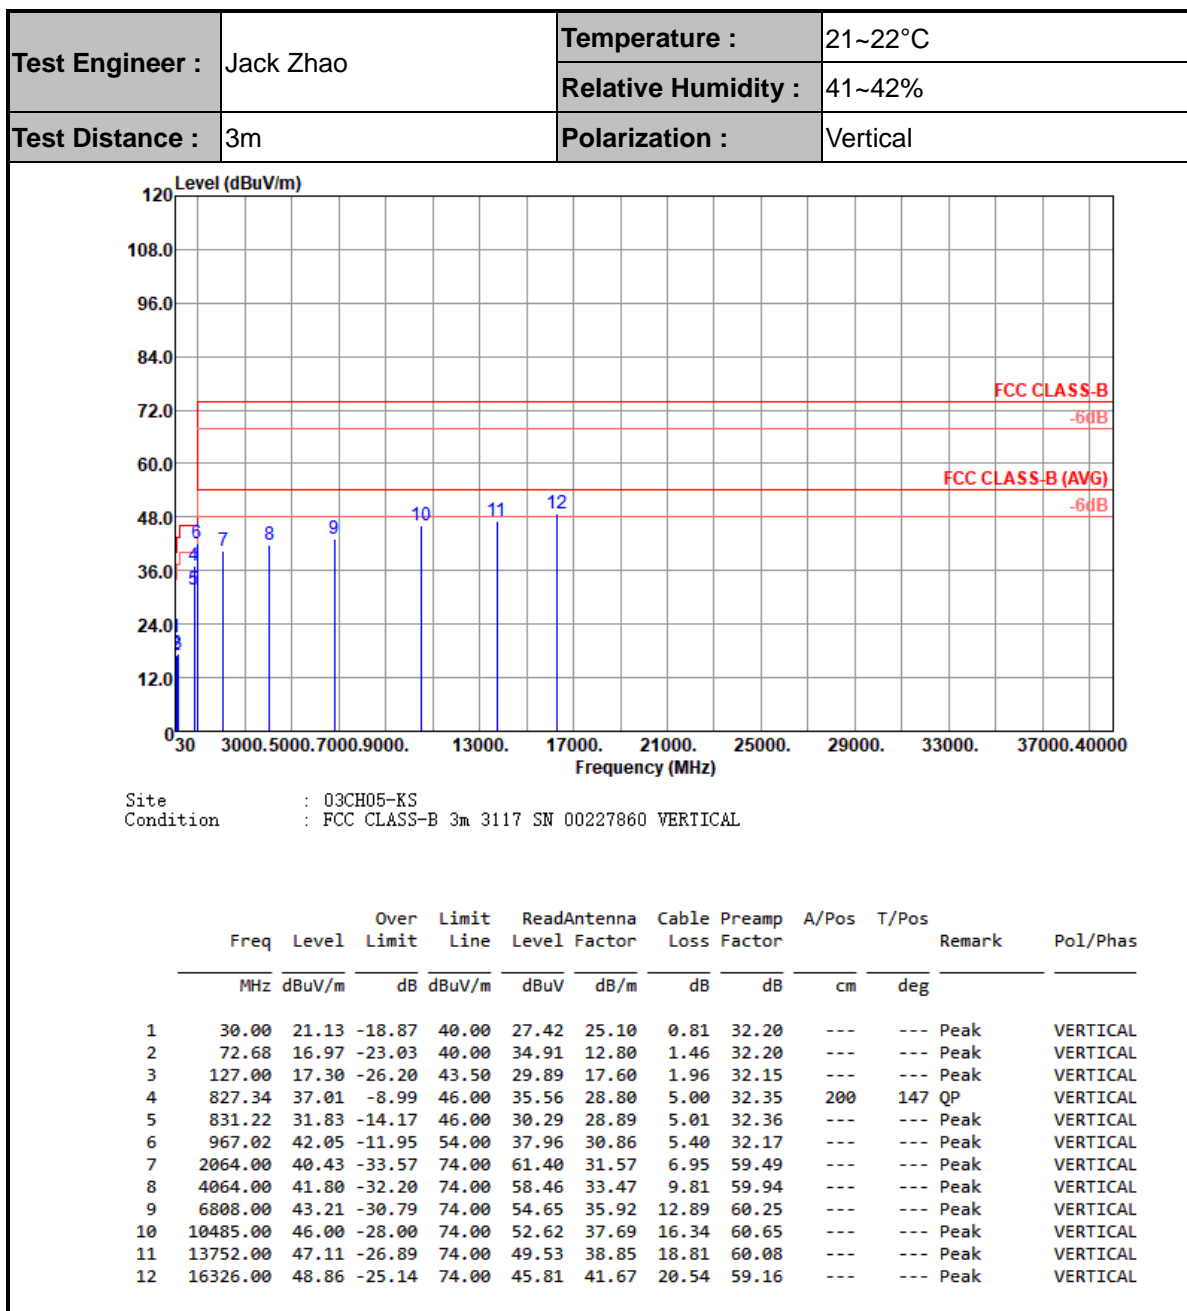 Test Engineer : Jack Zhao Temperature : 21~22°C
Relative Humidity : 41~42%
Test Distance : 3m Polarization : Vertical
Level (dBuV/m)
120
108.0
96.0
84.0
FCC CLASS-B
72.0
-6dB
60.0
FCC CLASS-B (AVG)
-6dB
48.0
6 7 8 9 10 11 12
4
36.0
5
24.0
1
3
12.0
0
30 3000. 5000. 7000. 9000. 13000. 17000. 21000. 25000. 29000. 33000. 37000. 40000
Frequency (MHz)
Site : 03CH05-KS
Condition : FCC CLASS-B 3m 3117 SN 00227860 VERTICAL
Over Limit ReadAntenna Cable Preamp A/Pos T/Pos
Freq Level Limit Line Level Factor Loss Factor Remark Pol/Phas
MHz dBuV/m dB dBuV/m dBuV dB/m dB dB cm deg
1 30.00 21.13 -18.87 40.00 27.42 25.10 0.81 32.20 --- --- Peak VERTICAL
2 72.68 16.97 -23.03 40.00 34.91 12.80 1.46 32.20 --- --- Peak VERTICAL
3 127.00 17.30 -26.20 43.50 29.89 17.60 1.96 32.15 --- --- Peak VERTICAL
4 827.34 37.01 -8.99 46.00 35.56 28.80 5.00 32.35 200 147 QP VERTICAL
5 831.22 31.83 -14.17 46.00 30.29 28.89 5.01 32.36 --- --- Peak VERTICAL
6 967.02 42.05 -11.95 54.00 37.96 30.86 5.40 32.17 --- --- Peak VERTICAL
7 2064.00 40.43 -33.57 74.00 61.40 31.57 6.95 59.49 --- --- Peak VERTICAL
8 4064.00 41.80 -32.20 74.00 58.46 33.47 9.81 59.94 --- --- Peak VERTICAL
9 6808.00 43.21 -30.79 74.00 54.65 35.92 12.89 60.25 --- --- Peak VERTICAL
10 10485.00 46.00 -28.00 74.00 52.62 37.69 16.34 60.65 --- --- Peak VERTICAL
11 13752.00 47.11 -26.89 74.00 49.53 38.85 18.81 60.08 --- --- Peak VERTICAL
12 16326.00 48.86 -25.14 74.00 45.81 41.67 20.54 59.16 --- --- Peak VERTICAL